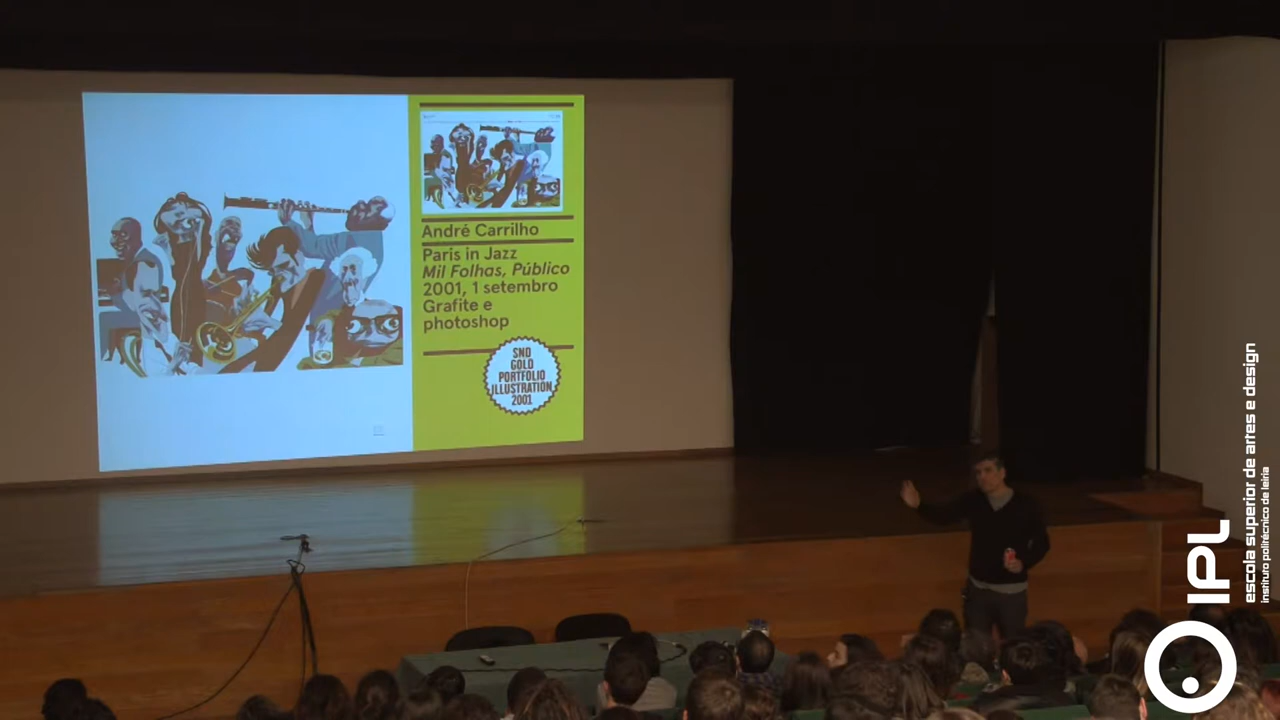 André Carrilho
Paris in Jazz
Mil Folhas, Público
2001, 1 setembro
Grafite e
photoshop
SND
GOLD
PORTFOLIO
ILLUSTRATION
2001
IPL
escola superior de artes e design
instituto politécnico de leiria